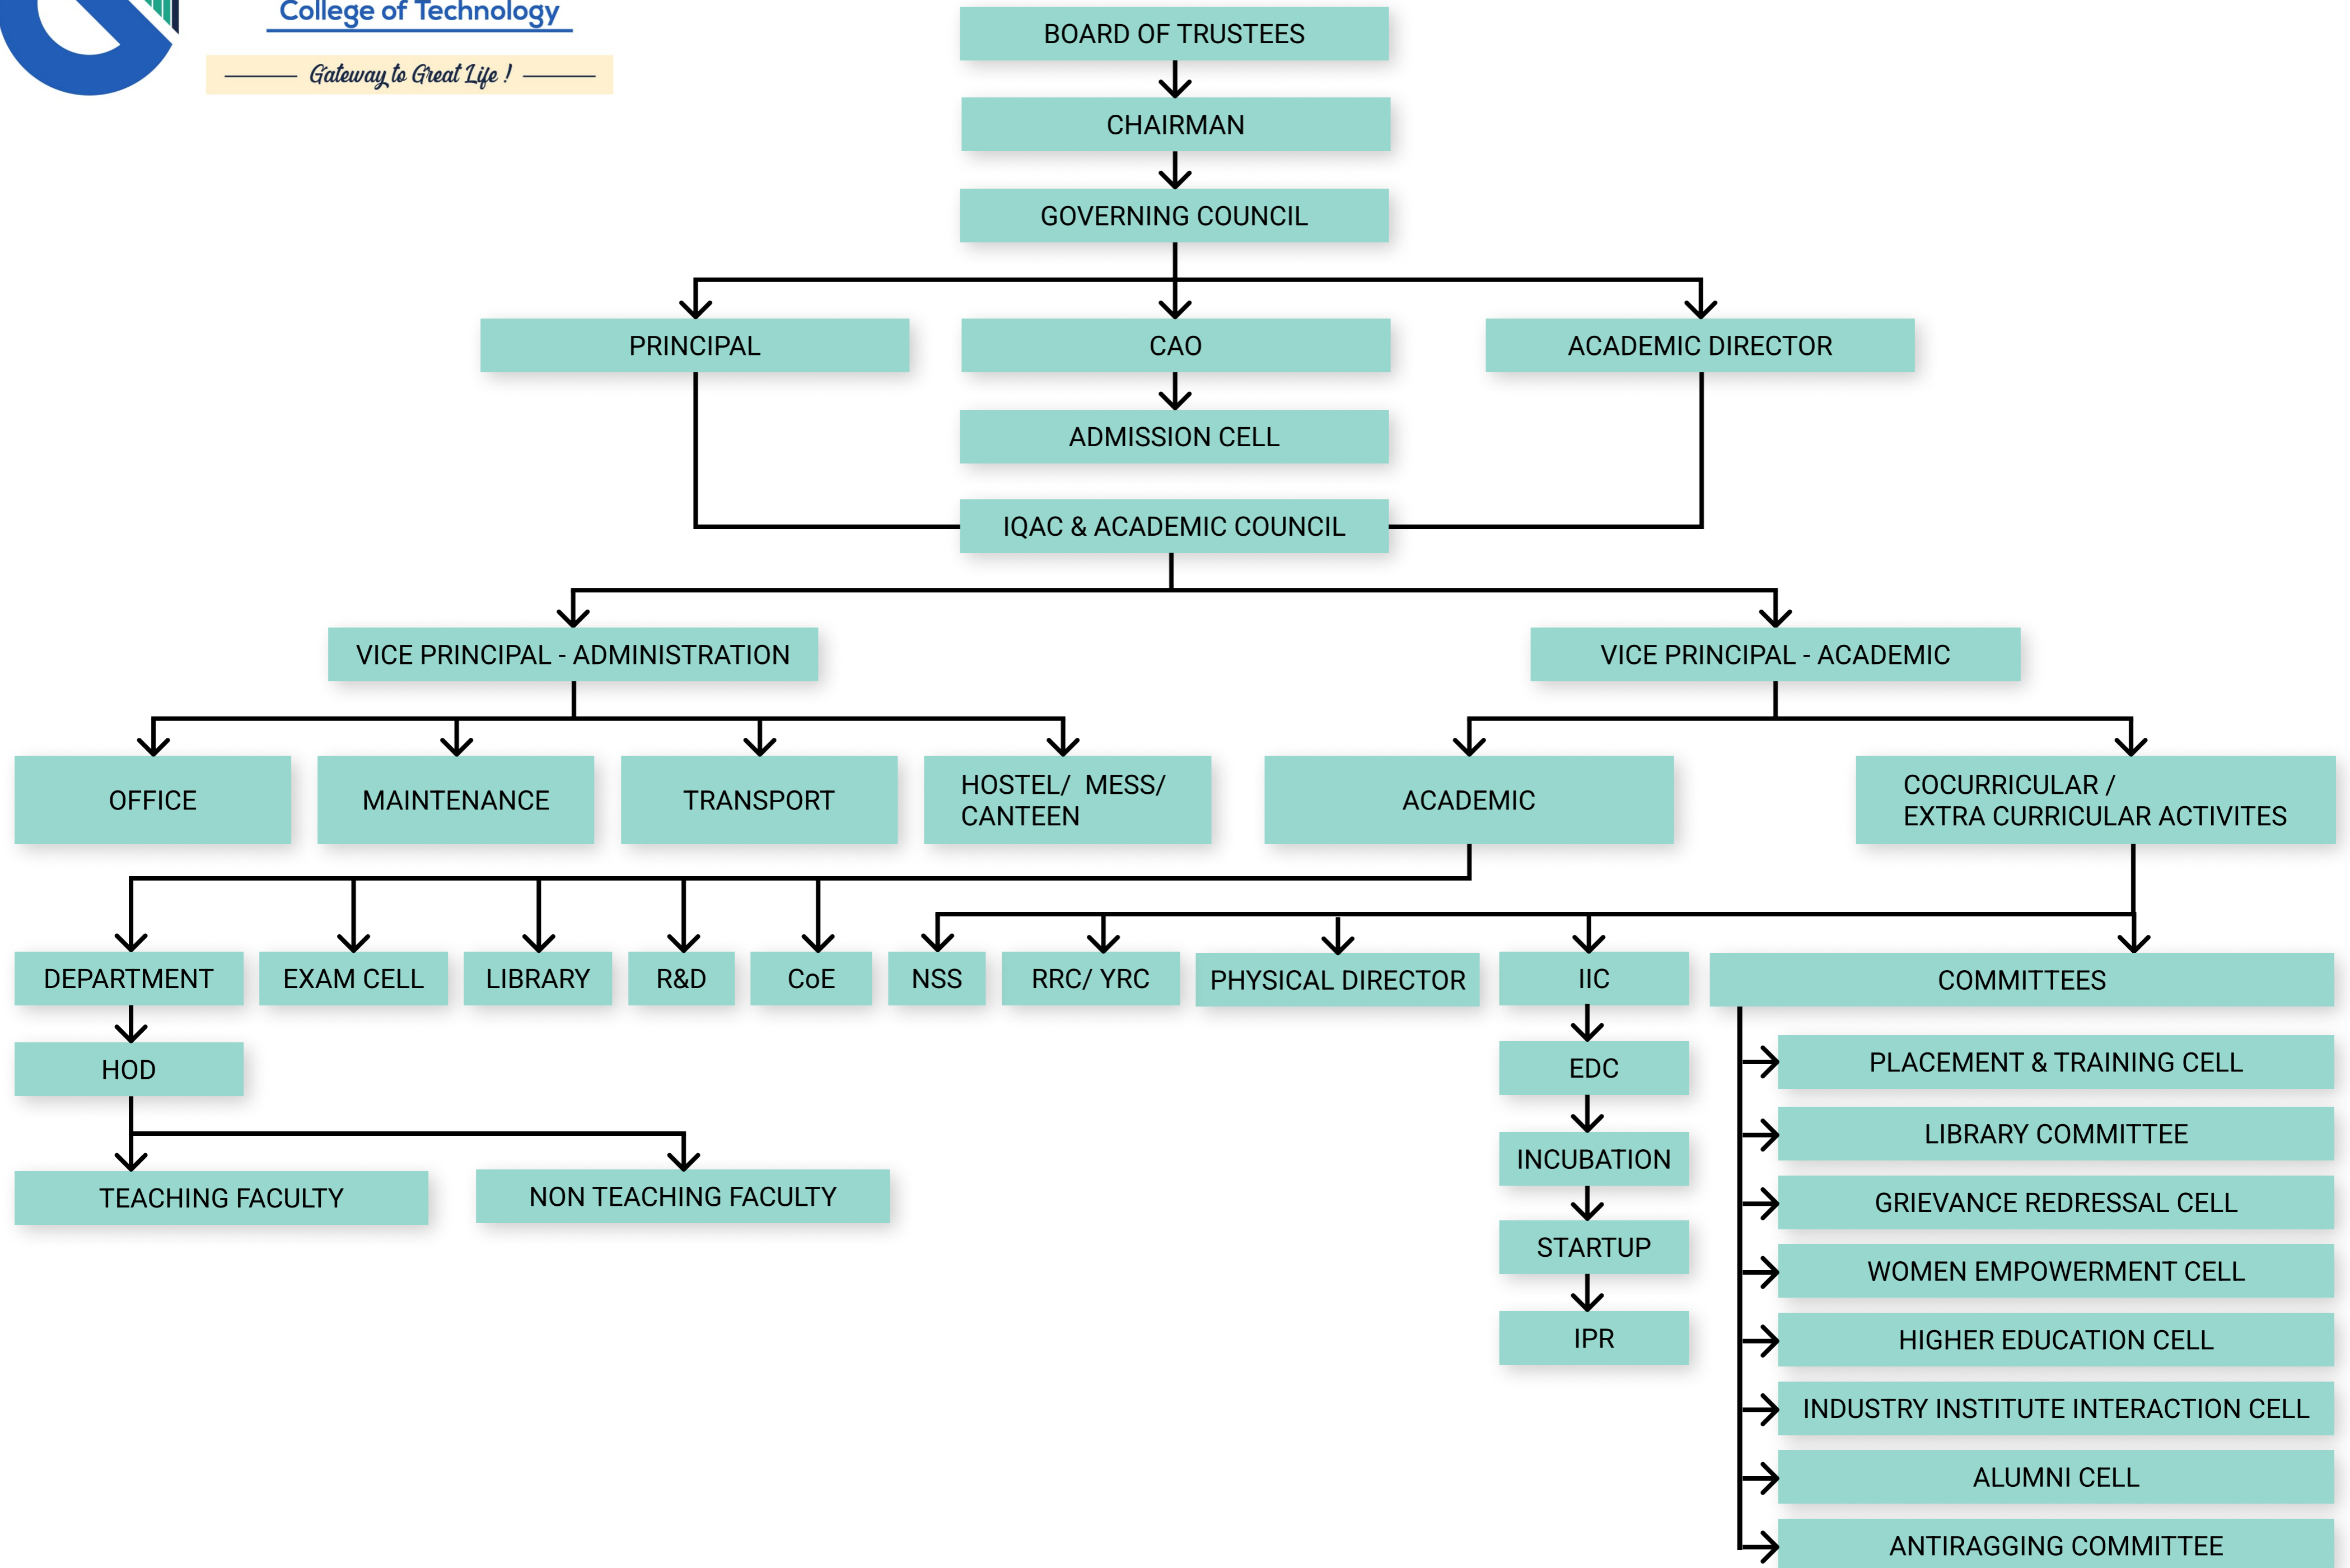 College of Technology
Gateway to Great Life !
BOARD OF TRUSTEES
CHAIRMAN
GOVERNING COUNCIL
PRINCIPAL
CAO
ACADEMIC DIRECTOR
ADMISSION CELL
IQAC & ACADEMIC COUNCIL
VICE PRINCIPAL - ADMINISTRATION
VICE PRINCIPAL - ACADEMIC
OFFICE
MAINTENANCE
TRANSPORT
HOSTEL/ MESS/
CANTEEN
ACADEMIC
COCURRICULAR /
EXTRA CURRICULAR ACTIVITES
DEPARTMENT
EXAM CELL
LIBRARY
R&D
CoE
NSS
RRC/ YRC
PHYSICAL DIRECTOR
IIC
COMMITTEES
HOD
TEACHING FACULTY
NON TEACHING FACULTY
EDC
INCUBATION
STARTUP
IPR
PLACEMENT & TRAINING CELL
LIBRARY COMMITTEE
GRIEVANCE REDRESSAL CELL
WOMEN EMPOWERMENT CELL
HIGHER EDUCATION CELL
INDUSTRY INSTITUTE INTERACTION CELL
ALUMNI CELL
ANTIRAGGING COMMITTEE